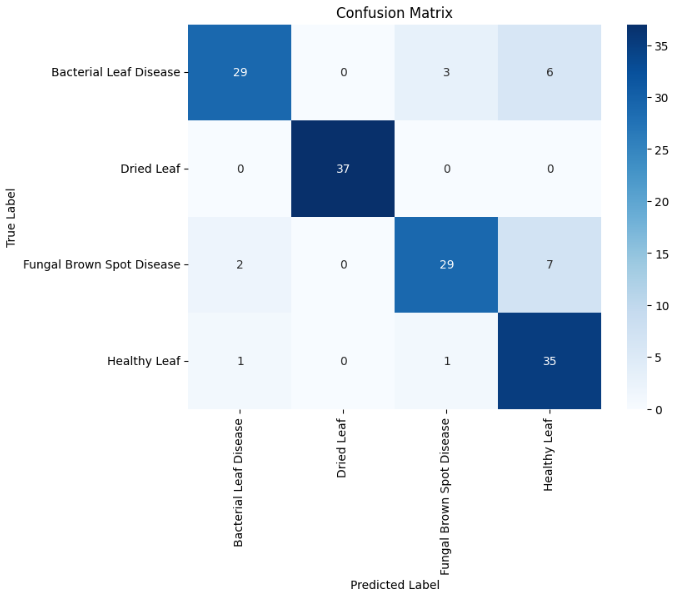 Confusion Matrix
Bacterial Leaf Disease
29 0 3 6
Dried Leaf
0 37 0 0
Fungal Brown Spot Disease
2 0 29 7
Healthy Leaf
1 0 1 35
True Label
Bacterial Leaf Disease
Dried Leaf
Fungal Brown Spot Disease
Healthy Leaf
Predicted Label
35
30
25
20
15
10
5
0